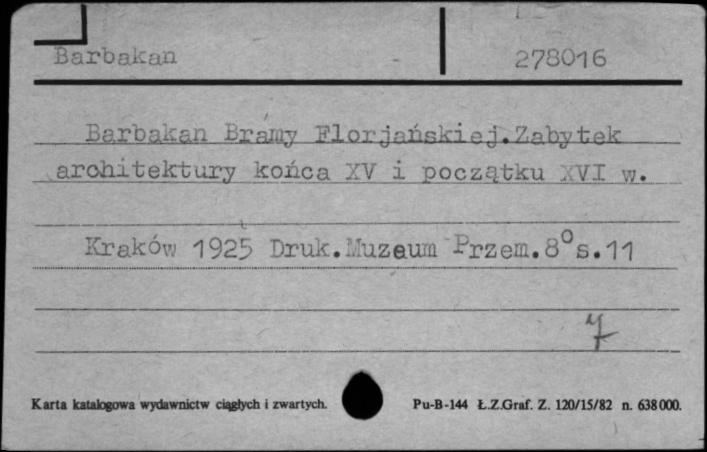 Barbakan 278016
Barbakan Bramy Florjańskiej.Zabytek
architektury końca XV i początku XVI w.
Kraków 1925 Druk.Muzeum Przem.8° s.11
7
Karta katalogowa wydawnictw ciągłych i zwartych. Pu-B-144 Ł.Z.Graf. Z. 120/15/82 n. 638000.